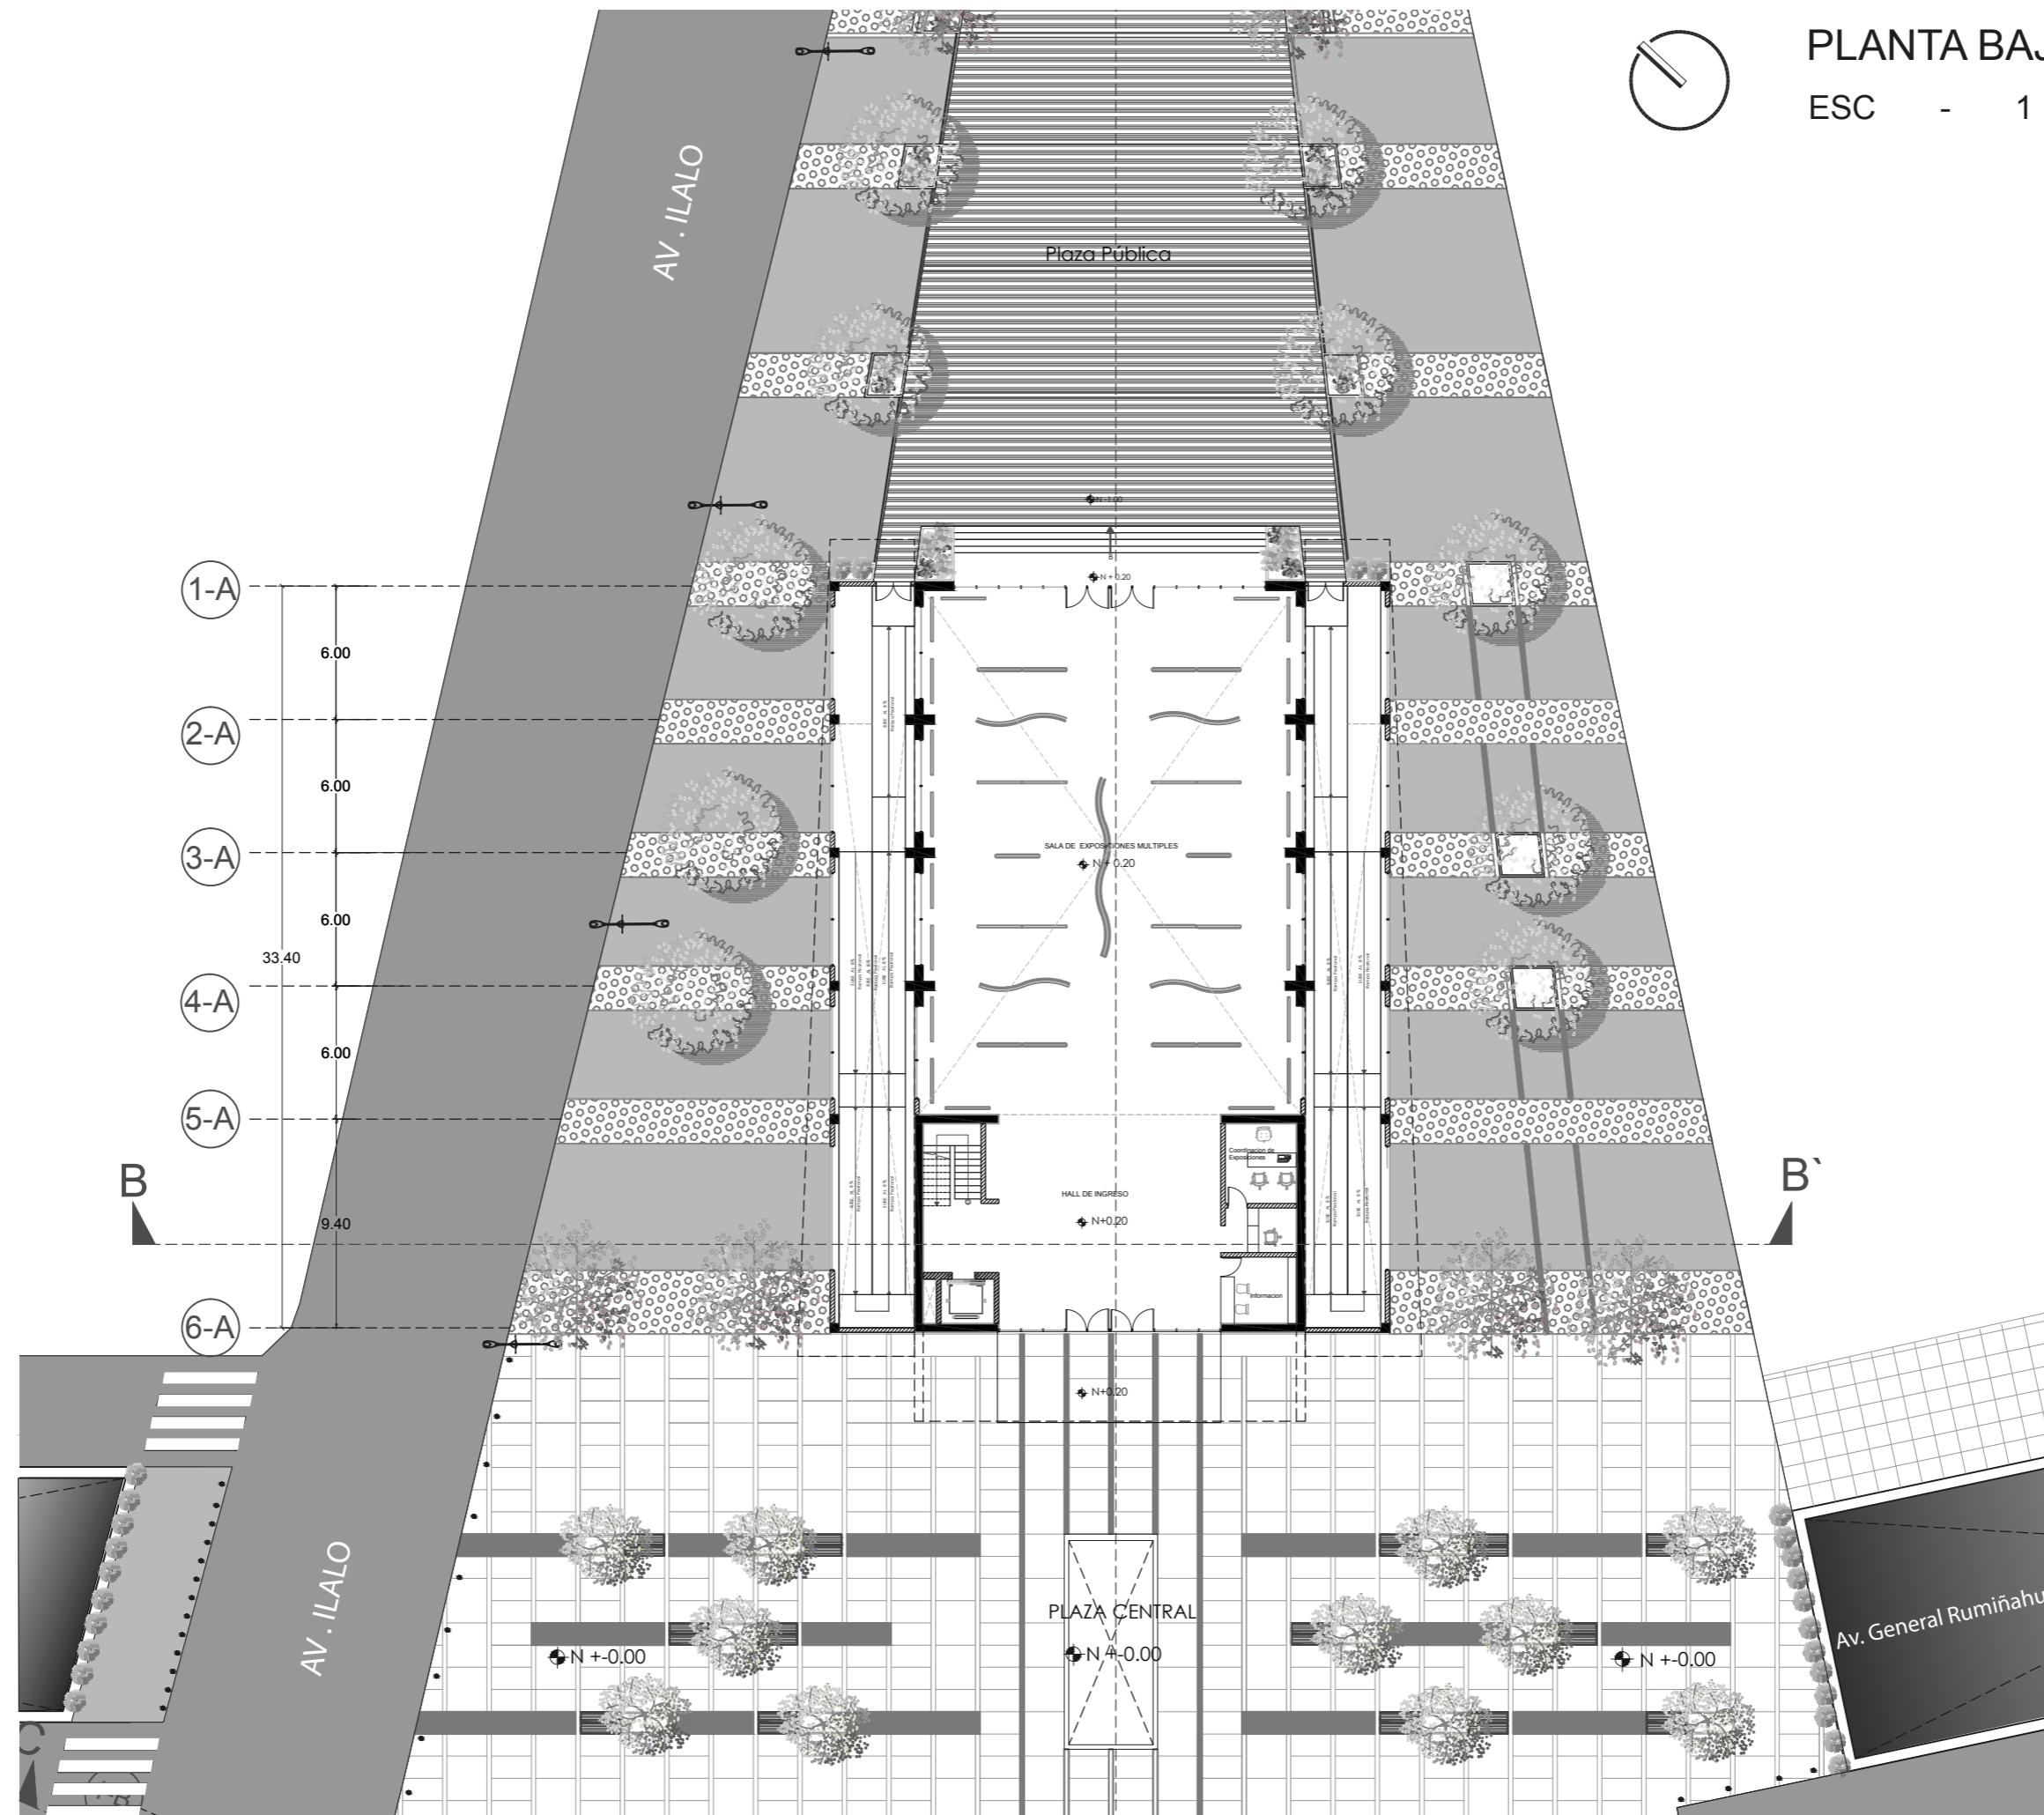 PLANTA BAJ
ESC - 1
AV . ILALO
Plaza Pública
N -1.00
N + 0.20
1-A
6.00
2-A
6.00
3-A
SALA DE EXPOSICIONES MULTIPLES
N + 0.20
6.00
33.40
4-A
6.00
5-A
Coordinacion de
Exposiciones
B
B`
HALL DE INGRESO
N+0.20
9.40
Informacion
6-A
N+0.20
AV . ILALO
PLAZA CENTRAL
Av. General Rumiñahu
N +-0.00
N +-0.00
N +-0.00
C